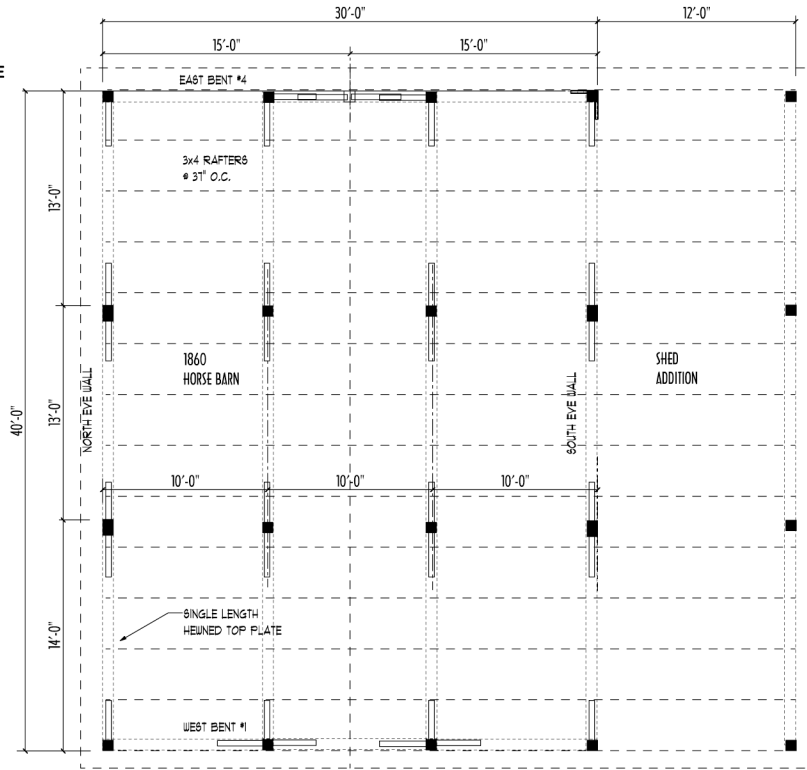 30'-0"
12'-0"
15'-0"
15'-0"
E
EAST BENT #4
3x4 RAFTERS
@ 37" O.C.
13'-0"
1860
HORSE BARN
SHED
ADDITION
NORTH EVE WALL
SOUTH EVE WALL
40'-0"
13'-0"
10'-0"
10'-0"
10'-0"
SINGLE LENGTH
HEWNED TOP PLATE
14'-0"
WEST BENT #1